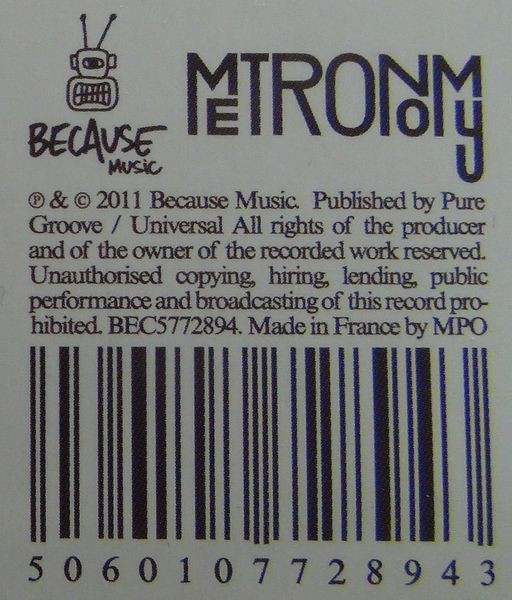 BECAUSE
MUSIC
METRONOMY
℗ & © 2011 Because Music. Published by Pure
Groove / Universal All rights of the producer
and of the owner of the recorded work reserved.
Unauthorised copying, hiring, lending, public
performance and broadcasting of this record pro-
hibited. BEC5772894. Made in France by MPO
5 060107 728943